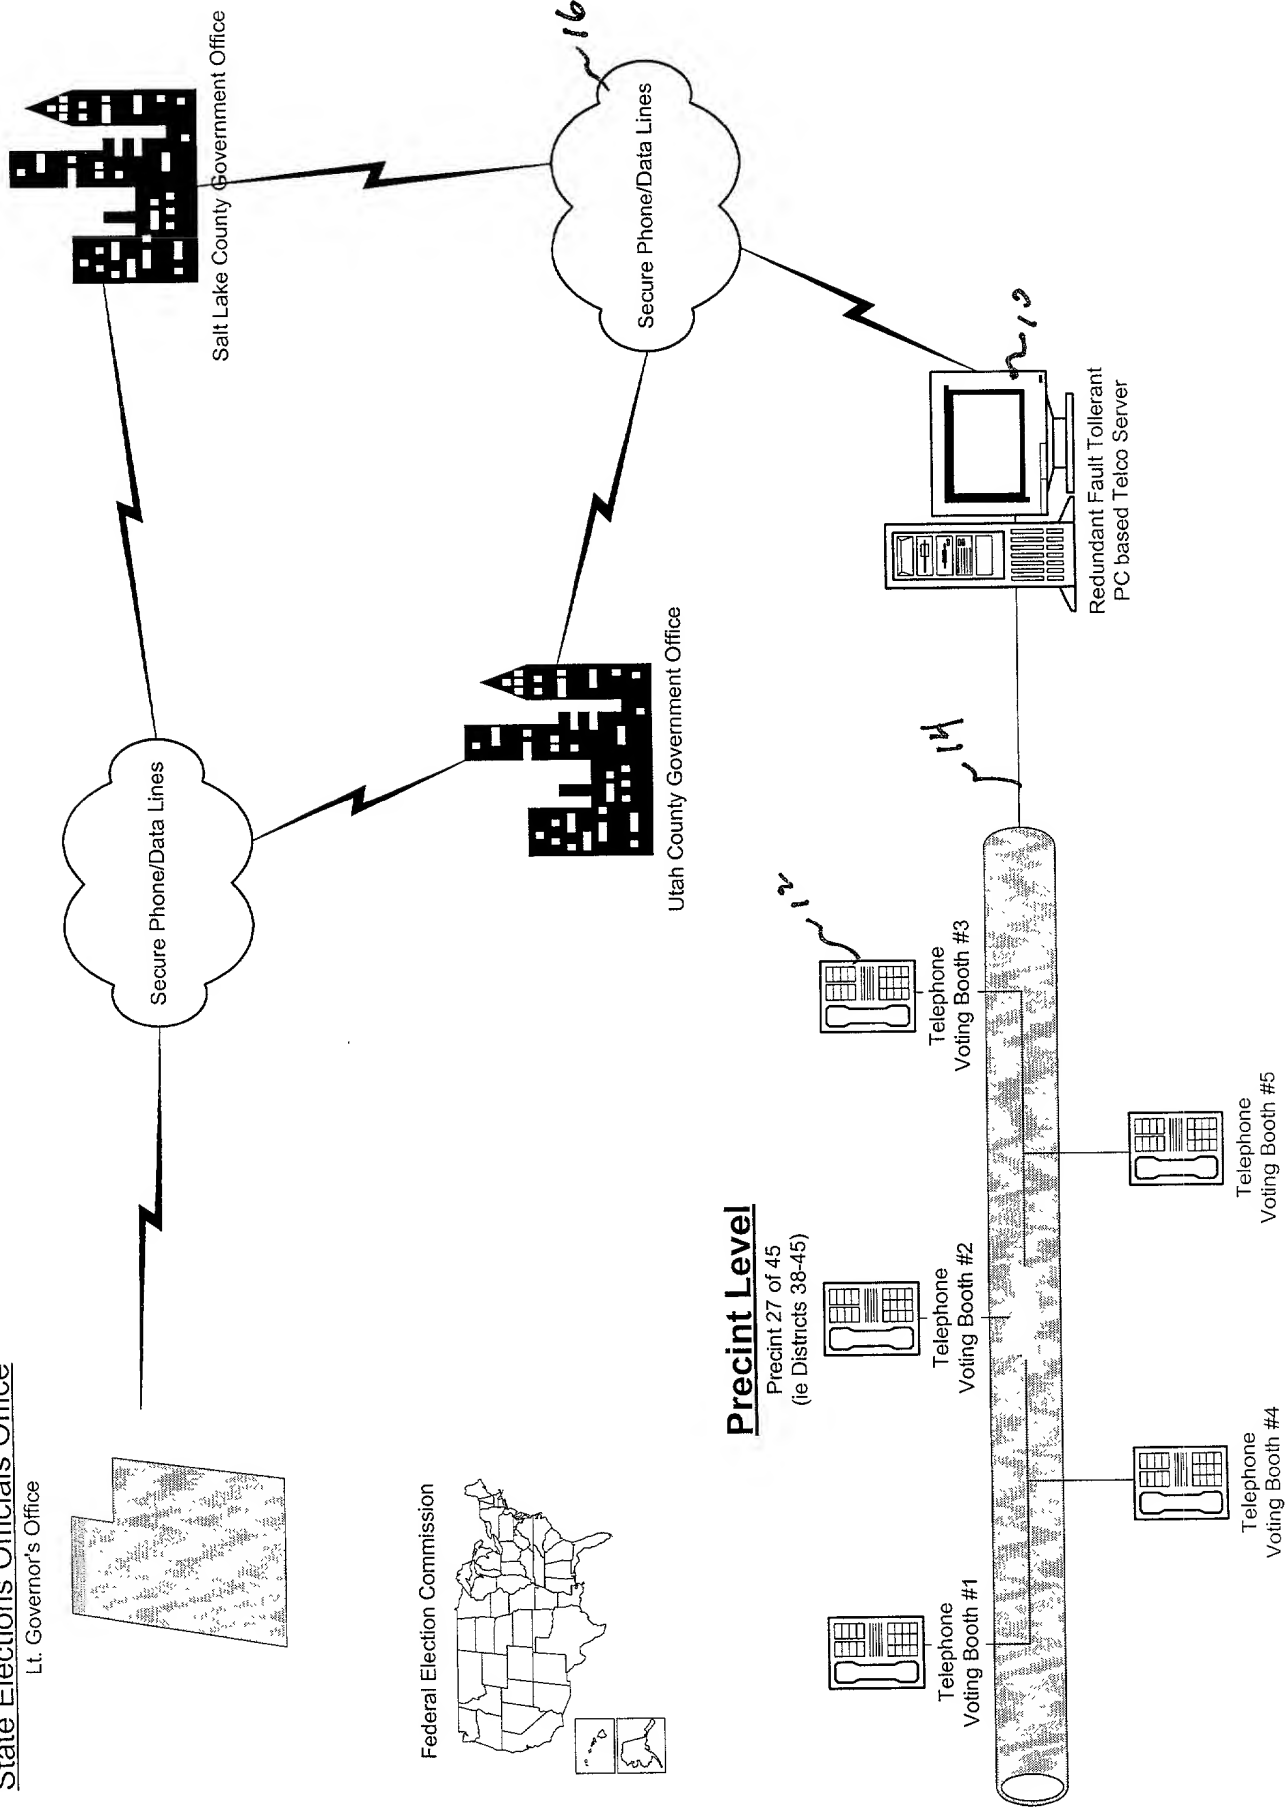 State Elections Officials Office
Lt. Governor's Office
Federal Election Commission
Secure Phone/Data Lines
Salt Lake County Government Office
Utah County Government Office
16
Secure Phone/Data Lines
Precint Level
Precint 27 of 45
(ie Districts 38-45)
12
14
10
Redundant Fault Tollerant
PC based Telco Server
Telephone
Voting Booth #1
Telephone
Voting Booth #2
Telephone
Voting Booth #3
Telephone
Voting Booth #4
Telephone
Voting Booth #5